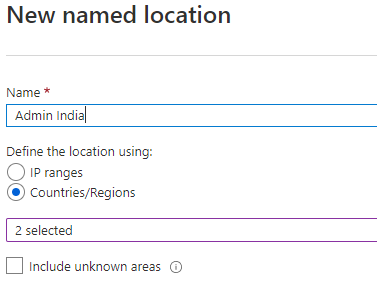 New named location
Name *
Admin India
Define the location using:
IP ranges
Countries/Regions
2 selected
Include unknown areas